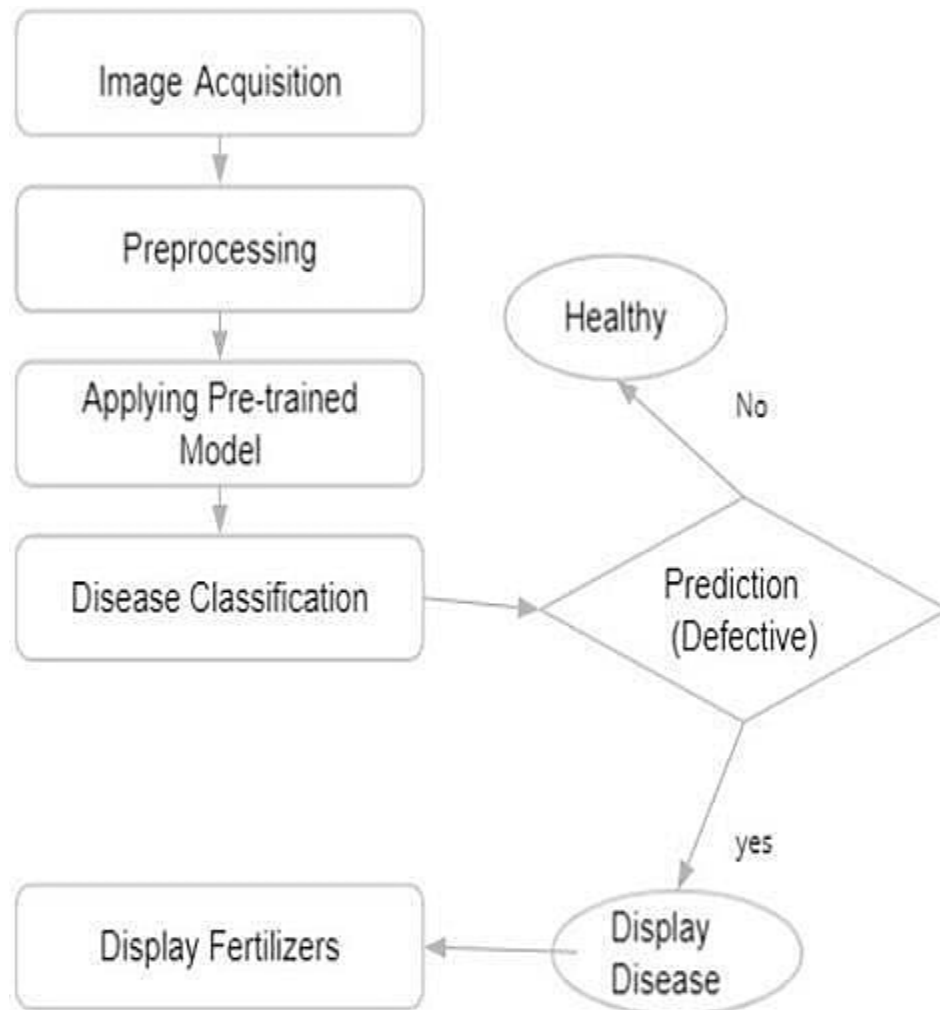 Image Acquisition
Preprocessing
Applying Pre-trained
Model
Disease Classification
Healthy
No
Prediction
(Defective)
yes
Display
Disease
Display Fertilizers